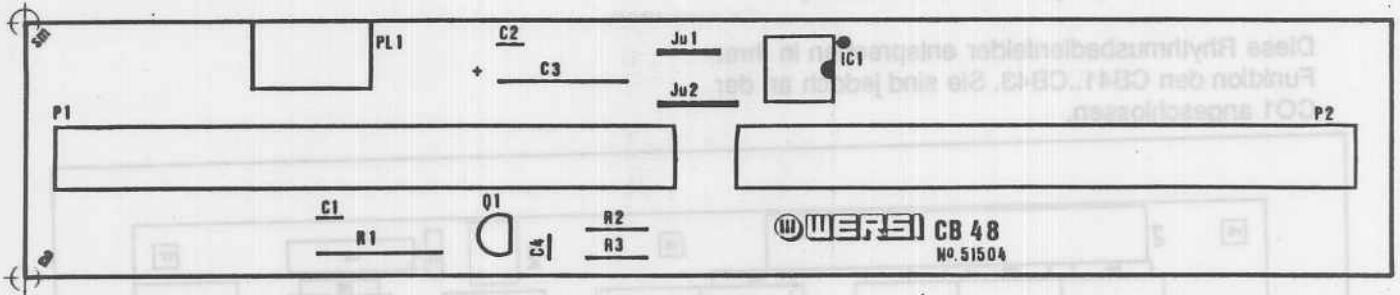 C2
PL1
Ju1
IC1
+
C3
Ju2
P1
P2
C1
Q1
R2
R1
C4
R3
WERSI CB 48
Nº. 51504
Diese Rhythmusbedienfelder entsprechen in ihrer
Funktion den CB41..CB43. Sie sind jedoch an der
CO1 angeschlossen.